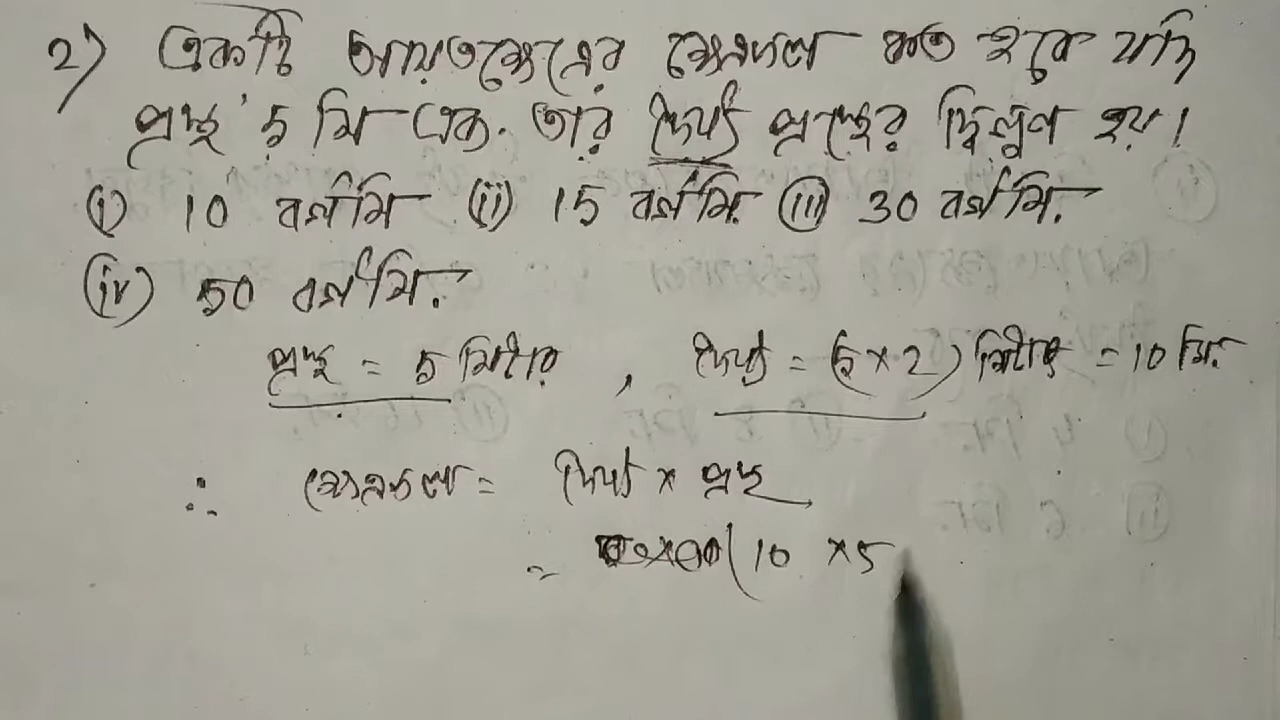 2) একটি আয়তক্ষেত্রের ক্ষেত্রফল কত হবে যদি
প্রস্থ 5 মি এবং তার দৈর্ঘ্য প্রস্থের দ্বিগুণ হয়।
(i) 10 বর্গমি (ii) 15 বর্গমি. (iii) 30 বর্গমি.
(iv) 50 বর্গমি.
প্রস্থ = 5 মিটার , দৈর্ঘ্য = (5×2) মিটার = 10 মি.
∴ ক্ষেত্রফল = দৈর্ঘ্য × প্রস্থ
= (10 ×5